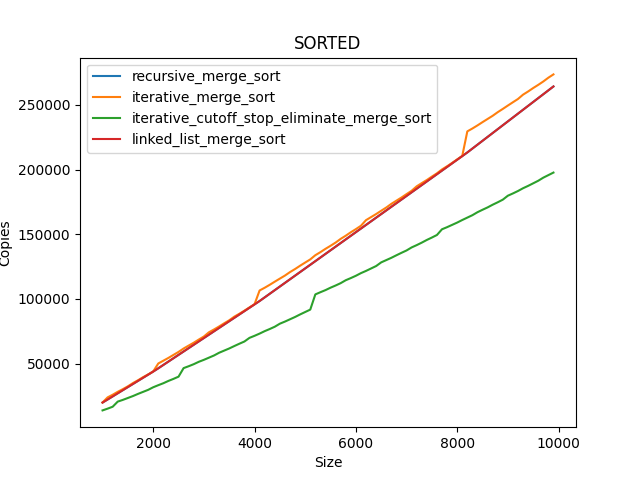 SORTED
recursive_merge_sort
iterative_merge_sort
iterative_cutoff_stop_eliminate_merge_sort
linked_list_merge_sort
250000
200000
150000
100000
50000
Copies
2000 4000 6000 8000 10000
Size